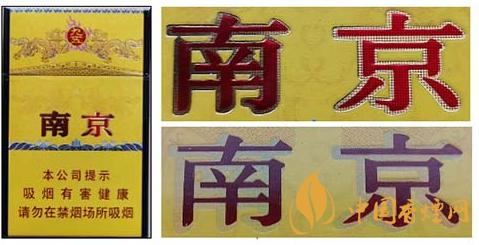 南京
本公司提示
吸烟有害健康
请勿在禁烟场所吸烟
南京
南京
中国香烟网